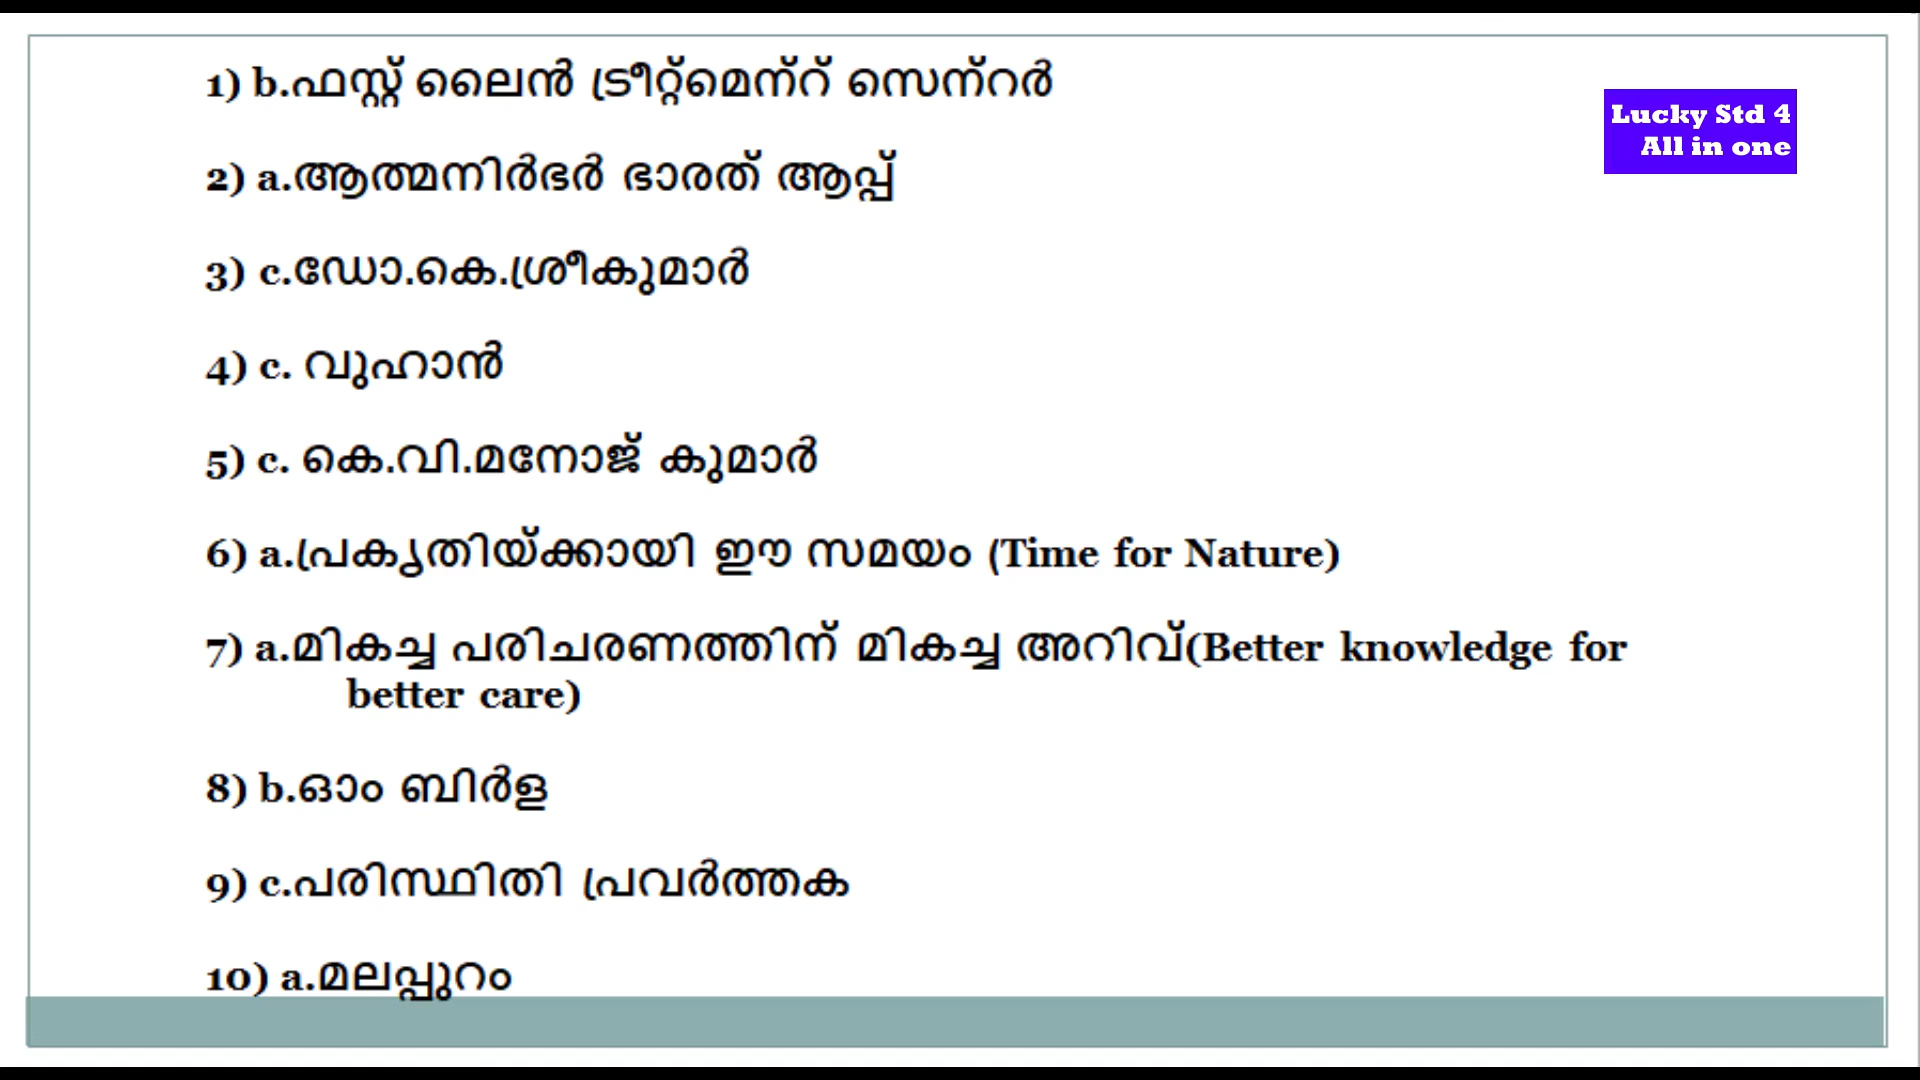 1) b.ഫസ്റ്റ് ലൈൻ ട്രീറ്റ്മെന്റ് സെന്റർ
Lucky Std 4
All in one
2) a.ആത്മനിർഭർ ഭാരത് ആപ്പ്
3) c.ഡോ.കെ.ശ്രീകുമാർ
4) c. വുഹാൻ
5) c. കെ.വി.മനോജ് കുമാർ
6) a.പ്രകൃതിയ്ക്കായി ഈ സമയം (Time for Nature)
7) a.മികച്ച പരിചരണത്തിന് മികച്ച അറിവ്(Better knowledge for
better care)
8) b.ഓം ബിർള
9) c.പരിസ്ഥിതി പ്രവർത്തക
10) a.മലപ്പുറം